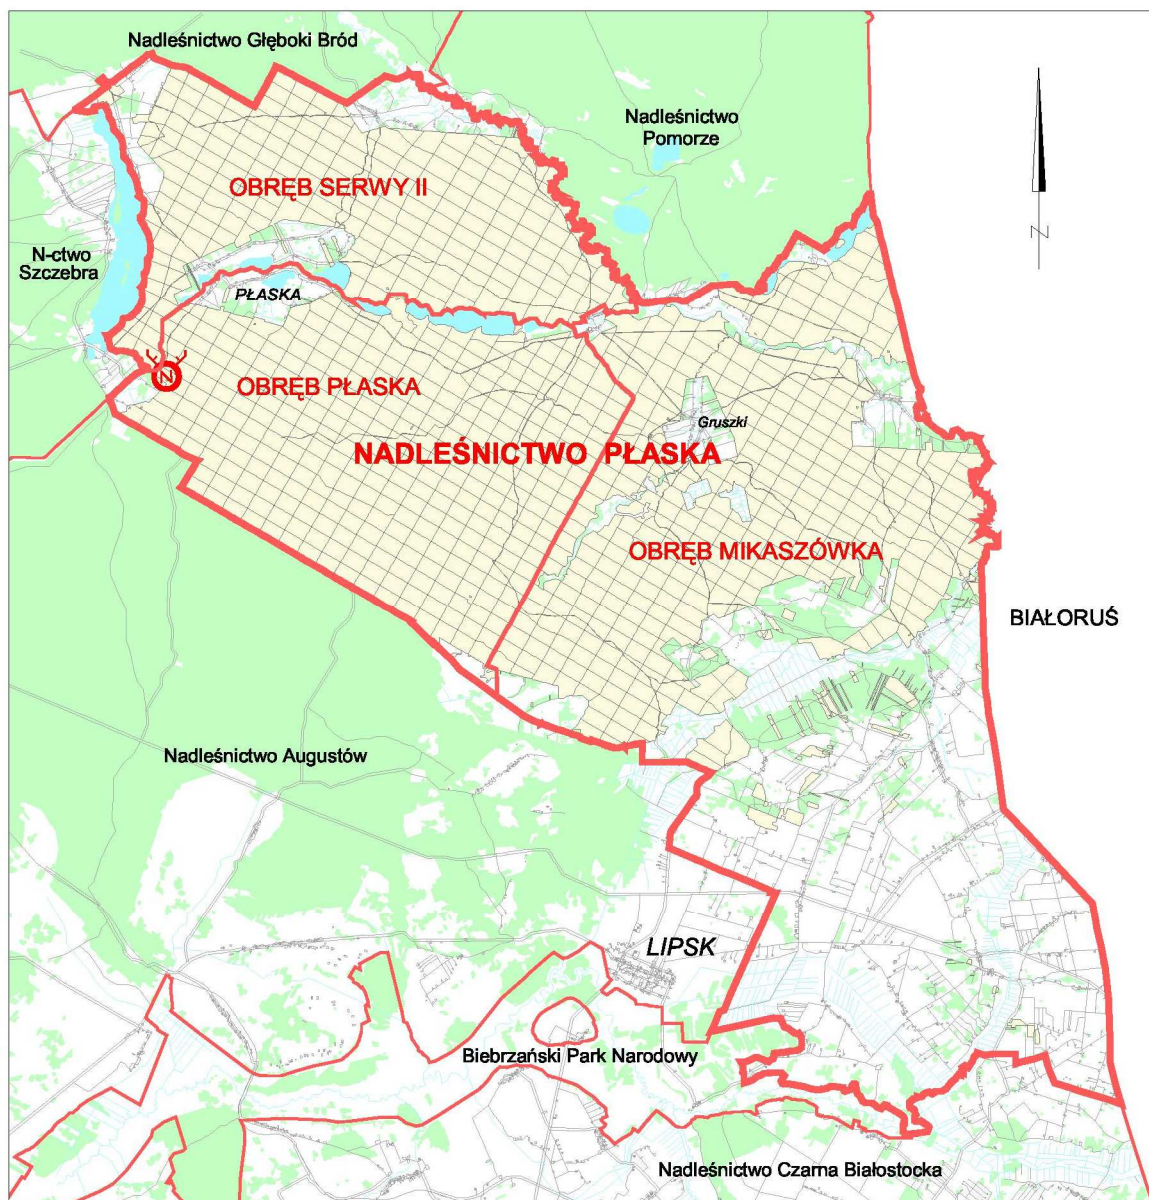 Nadleśnictwo Głęboki Bród
Nadleśnictwo
Pomorze
OBRĘB SERWY II
N-ctwo
Szczebra
N
PŁASKA
N
OBRĘB PŁASKA
Gruszki
NADLEŚNICTWO PŁASKA
OBRĘB MIKASZÓWKA
BIAŁORUŚ
Nadleśnictwo Augustów
LIPSK
Biebrzański Park Narodowy
Nadleśnictwo Czarna Białostocka